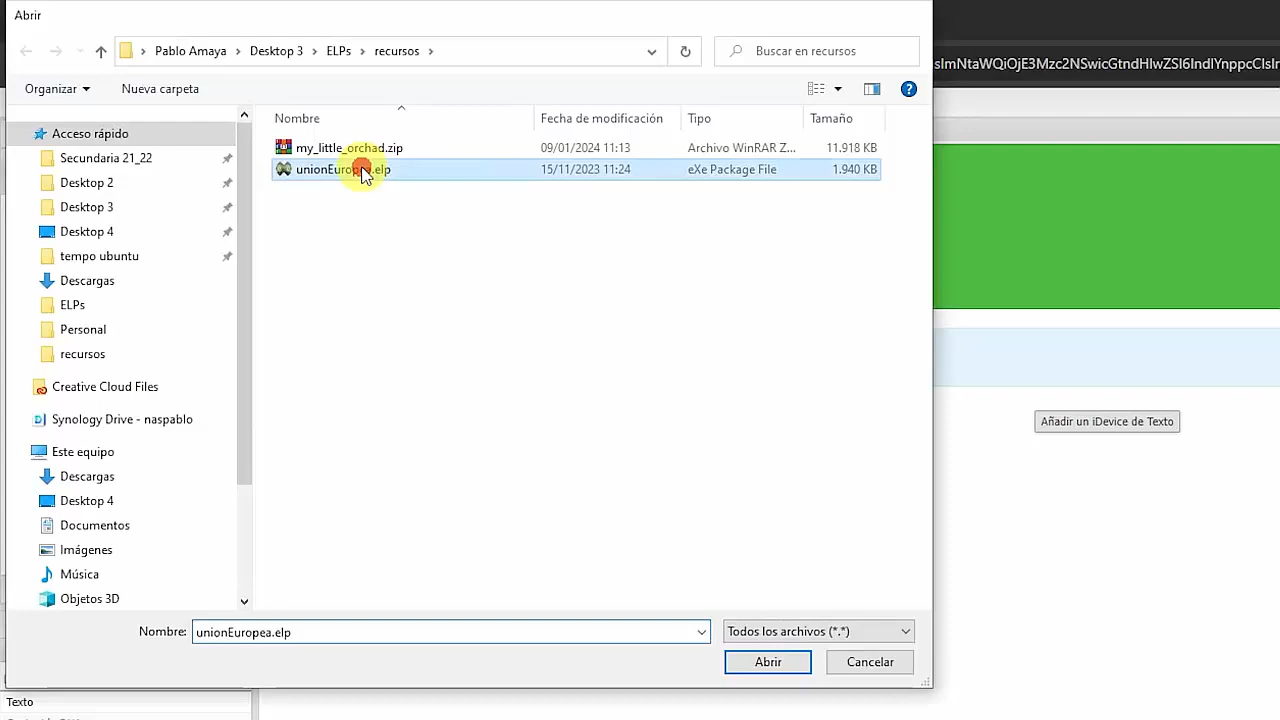 Abrir
Pablo Amaya > Desktop 3 > ELPs > recursos >
Buscar en recursos
Organizar
Nueva carpeta
Nombre
Fecha de modificación
Tipo
Tamaño
my_little_orchad.zip 09/01/2024 11:13 Archivo WinRAR Z... 11.918 KB
unionEuropea.elp 15/11/2023 11:24 eXe Package File 1.940 KB
Acceso rápido
Secundaria 21_22
Desktop 2
Desktop 3
Desktop 4
tempo ubuntu
Descargas
ELPs
Personal
recursos
Creative Cloud Files
Synology Drive - naspablo
Este equipo
Descargas
Desktop 4
Documentos
Imágenes
Música
Objetos 3D
Nombre: unionEuropea.elp
Todos los archivos (*.*)
Abrir
Cancelar
Añadir un iDevice de Texto
Texto